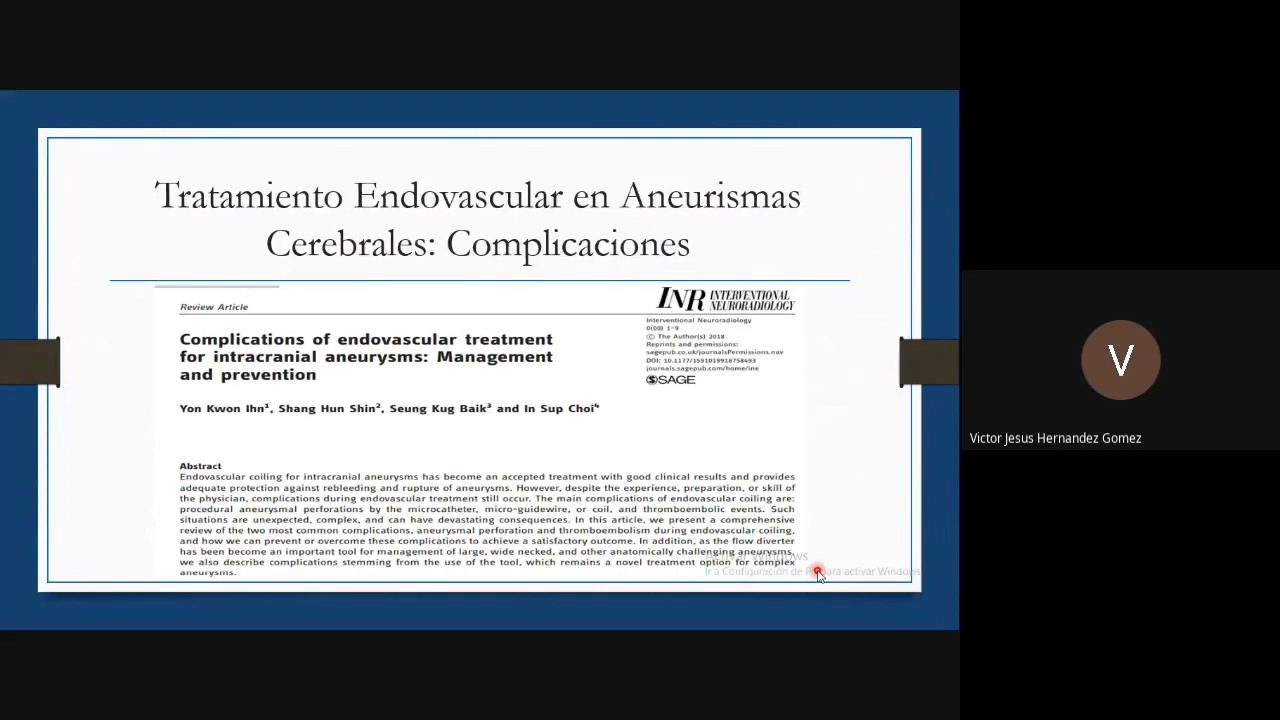 Tratamiento Endovascular en Aneurismas
Cerebrales: Complicaciones
Review Article
INR INTERVENTIONAL
NEURORADIOLOGY
Complications of endovascular treatment
for intracranial aneurysms: Management
and prevention
Interventional Neuroradiology
0(00) 1–9
© The Author(s) 2018
Reprints and permissions:
sagepub.co.uk/journalsPermissions.nav
DOI: 10.1177/1591019918758493
journals.sagepub.com/home/ine
SAGE
Yon Kwon Ihn1, Shang Hun Shin2, Seung Kug Baik3 and In Sup Choi4
Abstract
Endovascular coiling for intracranial aneurysms has become an accepted treatment with good clinical results and provides
adequate protection against rebleeding and rupture of aneurysms. However, despite the experience, preparation, or skill of
the physician, complications during endovascular treatment still occur. The main complications of endovascular coiling are:
procedural aneurysmal perforations by the microcatheter, micro-guidewire, or coil, and thromboembolic events. Such
situations are unexpected, complex, and can have devastating consequences. In this article, we present a comprehensive
review of the two most common complications, aneurysmal perforation and thromboembolism during endovascular coiling,
and how we can prevent or overcome these complications to achieve a satisfactory outcome. In addition, as the flow diverter
has been become an important tool for management of large, wide necked, and other anatomically challenging aneurysms,
we also describe complications stemming from the use of the tool, which remains a novel treatment option for complex
aneurysms.
Activar Windows
Ir a Configuración de para activar Windows
V
Victor Jesus Hernandez Gomez